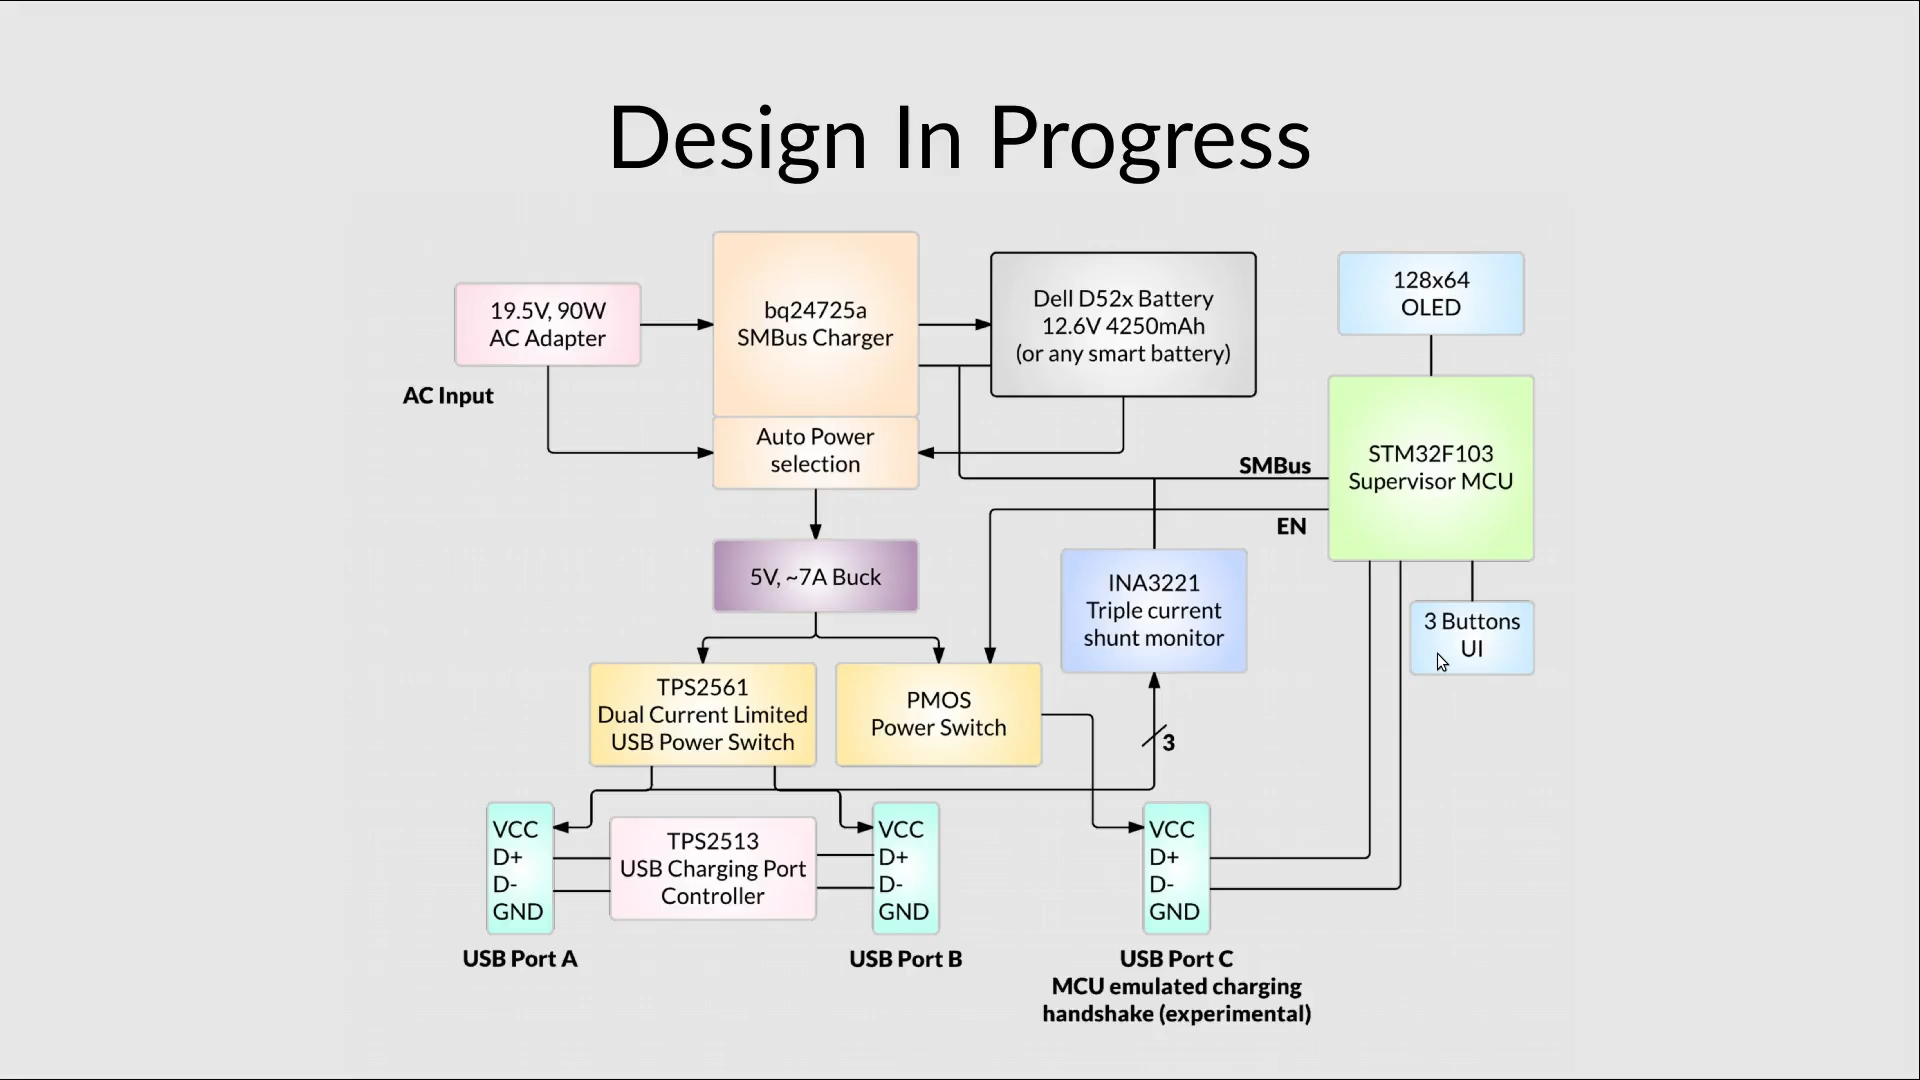 Design In Progress
19.5V, 90W
AC Adapter
AC Input
bq24725a
SMBus Charger
Auto Power
selection
Dell D52x Battery
12.6V 4250mAh
(or any smart battery)
128x64
OLED
STM32F103
Supervisor MCU
SMBus
EN
5V, ~7A Buck
INA3221
Triple current
shunt monitor
3 Buttons
UI
TPS2561
Dual Current Limited
USB Power Switch
PMOS
Power Switch
3
VCC
D+
D-
GND
USB Port A
TPS2513
USB Charging Port
Controller
VCC
D+
D-
GND
USB Port B
VCC
D+
D-
GND
USB Port C
MCU emulated charging
handshake (experimental)